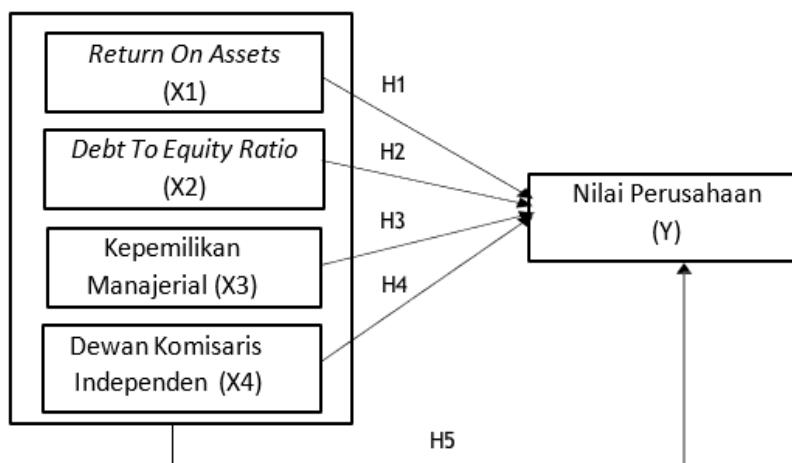 Return On Assets
(X1)
H1
Debt To Equity Ratio
(X2)
H2
Nilai Perusahaan
(Y)
Kepemilikan
Manajerial (X3)
H3
H4
Dewan Komisaris
Independen (X4)
H5